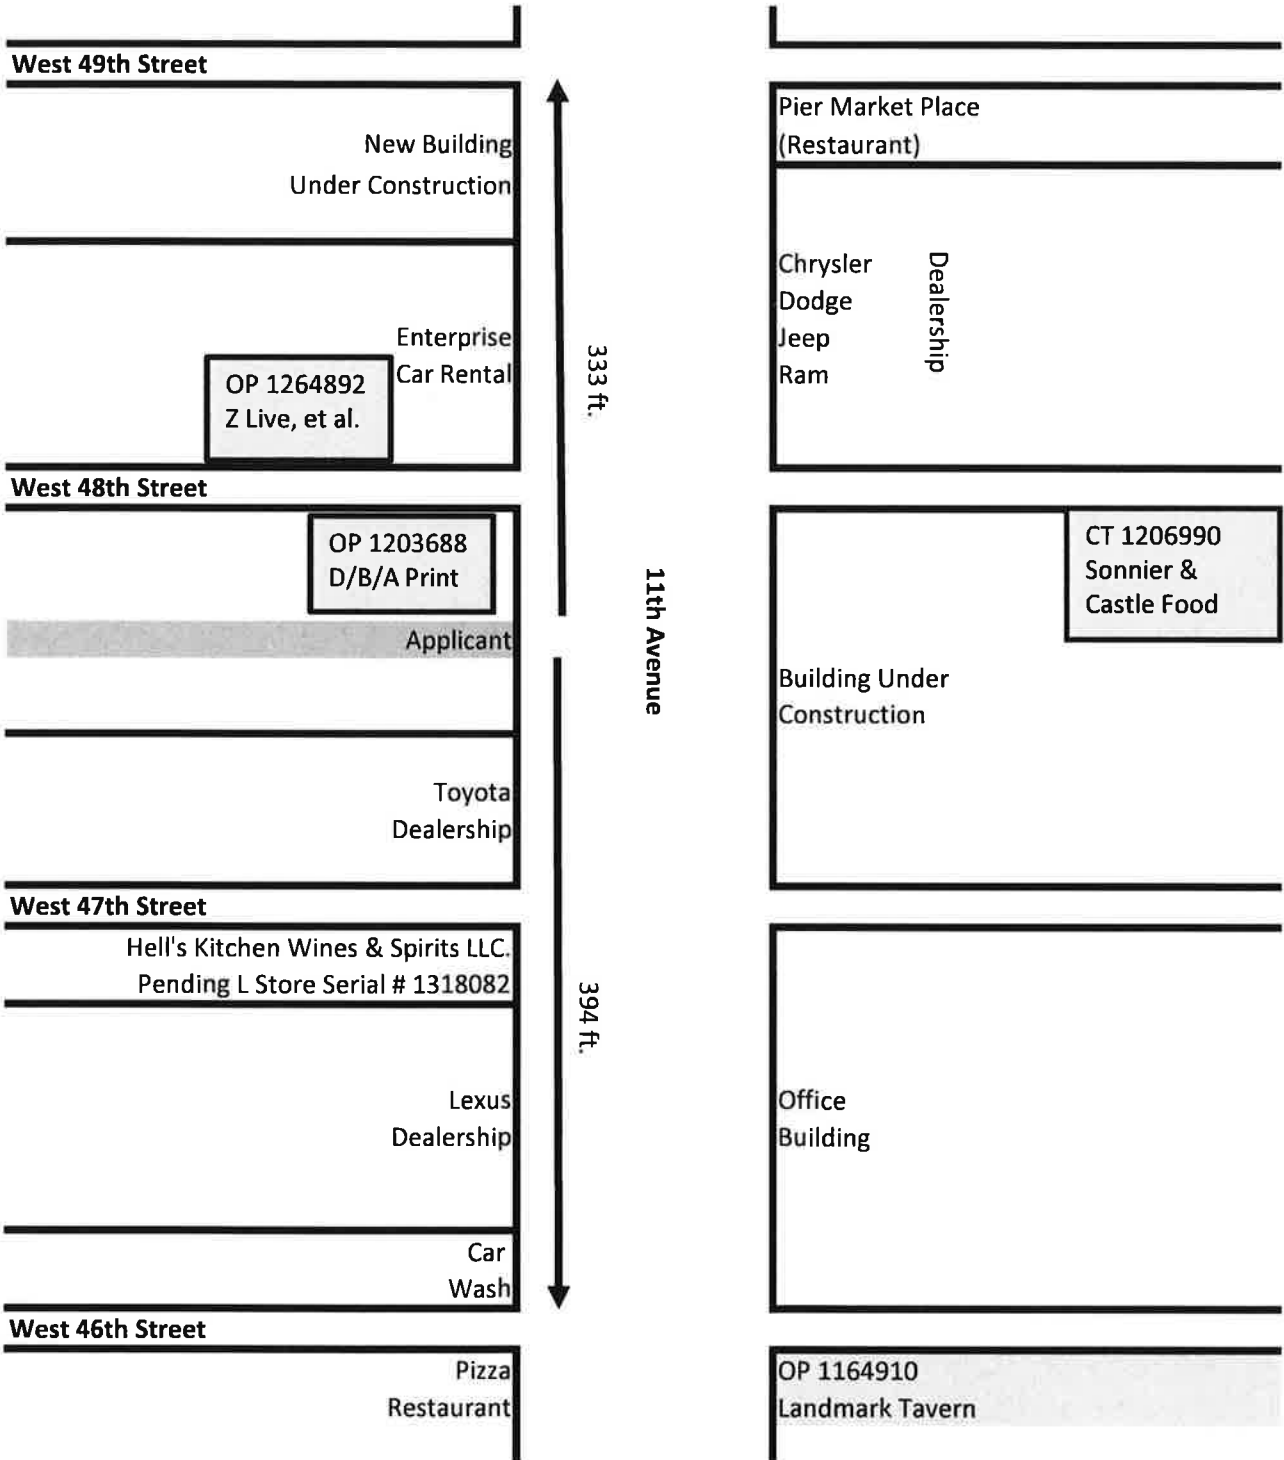 West 49th Street
New Building
Under Construction
Pier Market Place
(Restaurant)
Chrysler
Dodge
Jeep
Ram
Dealership
Enterprise
Car Rental
OP 1264892
Z Live, et al.
333 ft.
West 48th Street
OP 1203688
D/B/A Print
Applicant
11th Avenue
CT 1206990
Sonnier &
Castle Food
Building Under
Construction
Toyota
Dealership
West 47th Street
Hell's Kitchen Wines & Spirits LLC.
Pending L Store Serial # 1318082
394 ft.
Lexus
Dealership
Office
Building
Car
Wash
West 46th Street
Pizza
Restaurant
OP 1164910
Landmark Tavern